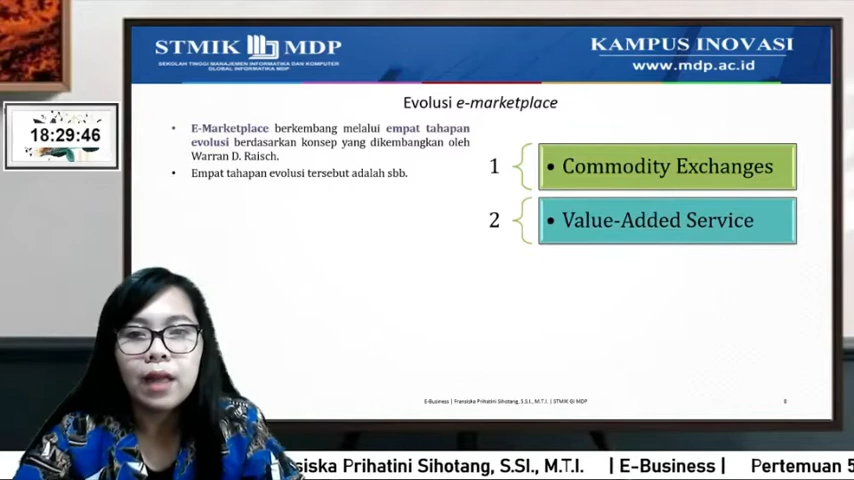 STMIK MDP
SEKOLAH TINGGI MANAJEMEN INFORMATIKA DAN KOMPUTER
GLOBAL INFORMATIKA MDP
KAMPUS INOVASI
www.mdp.ac.id
18:29:46
Evolusi e-marketplace
• E-Marketplace berkembang melalui empat tahapan
evolusi berdasarkan konsep yang dikembangkan oleh
Warran D. Raisch.
• Empat tahapan evolusi tersebut adalah sbb.
1 • Commodity Exchanges
2 • Value-Added Service
E-Business | Fransiska Prihatini Sihotang, S.S.I., M.T.I. | STMIK GI MDP
8
siska Prihatini Sihotang, S.SI., M.T.I. | E-Business | Pertemuan 5